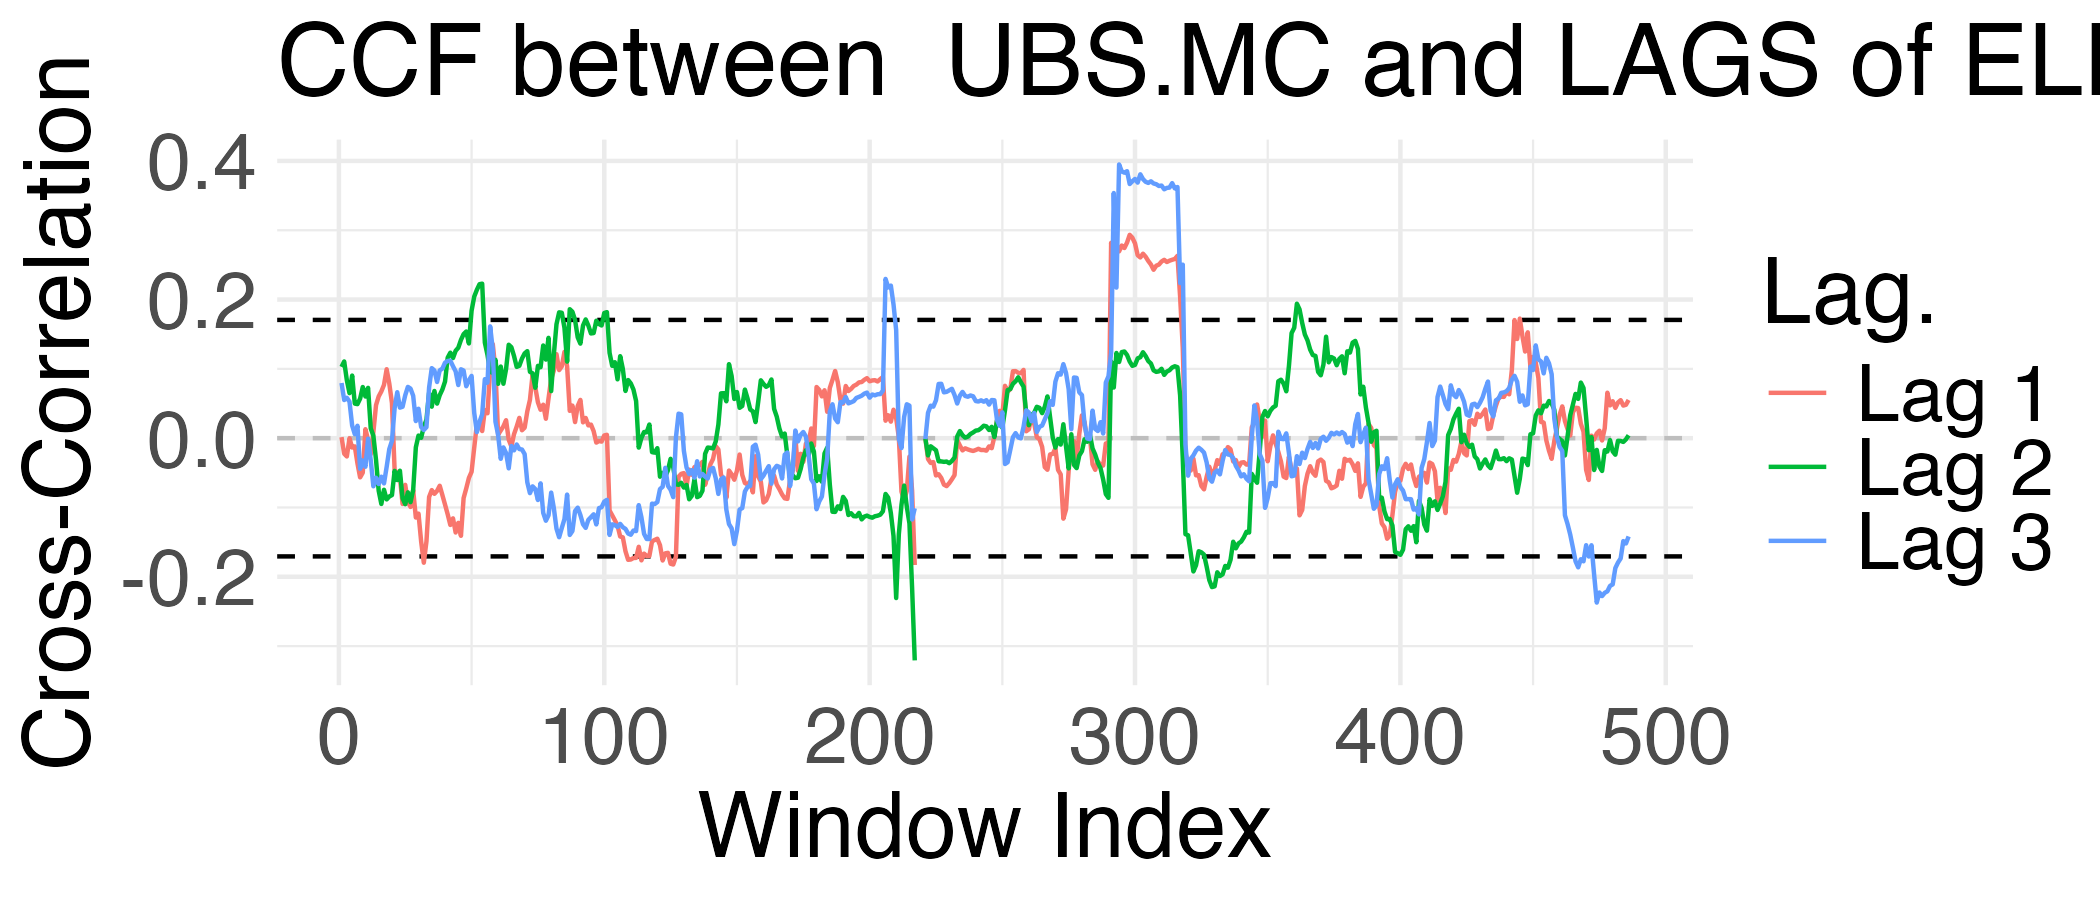 CCF between UBS.MC and LAGS of EL
Cross-Correlation
0.4
0.2
0.0
-0.2
0 100 200 300 400 500
Window Index
Lag.
Lag 1
Lag 2
Lag 3